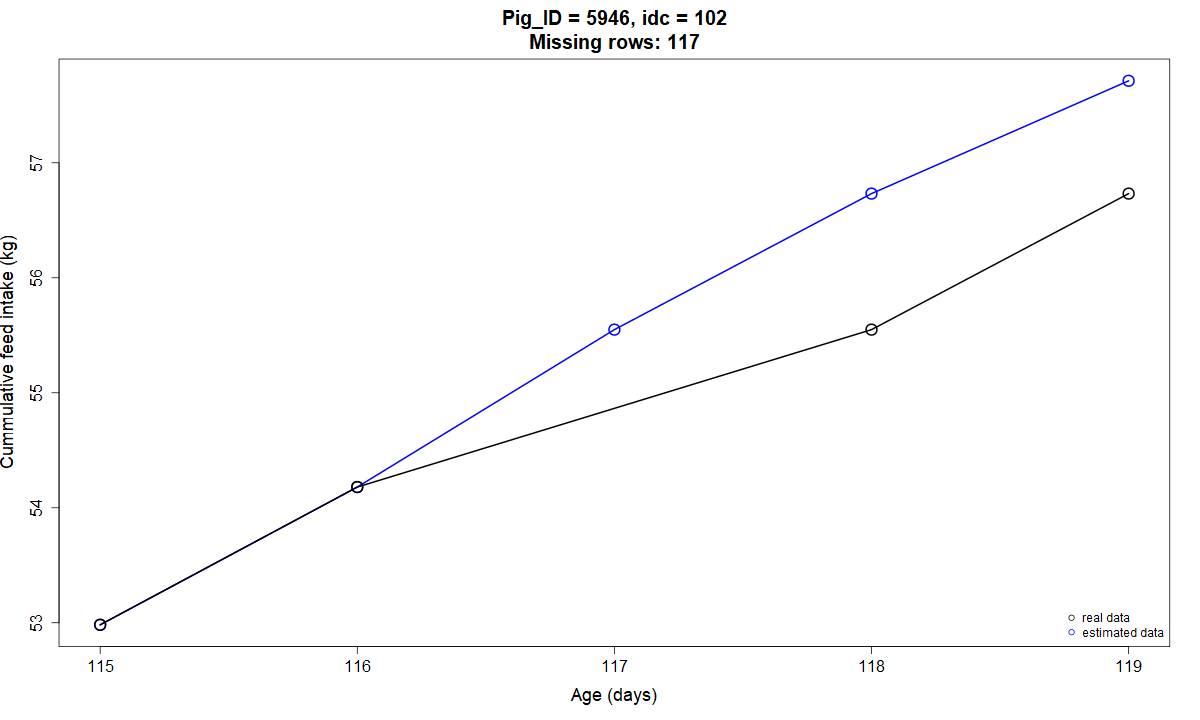 Pig_ID = 5946, idc = 102
Missing rows: 117
Cummulative feed intake (kg)
57
56
55
54
53
115
116
117
118
119
Age (days)
real data
estimated data